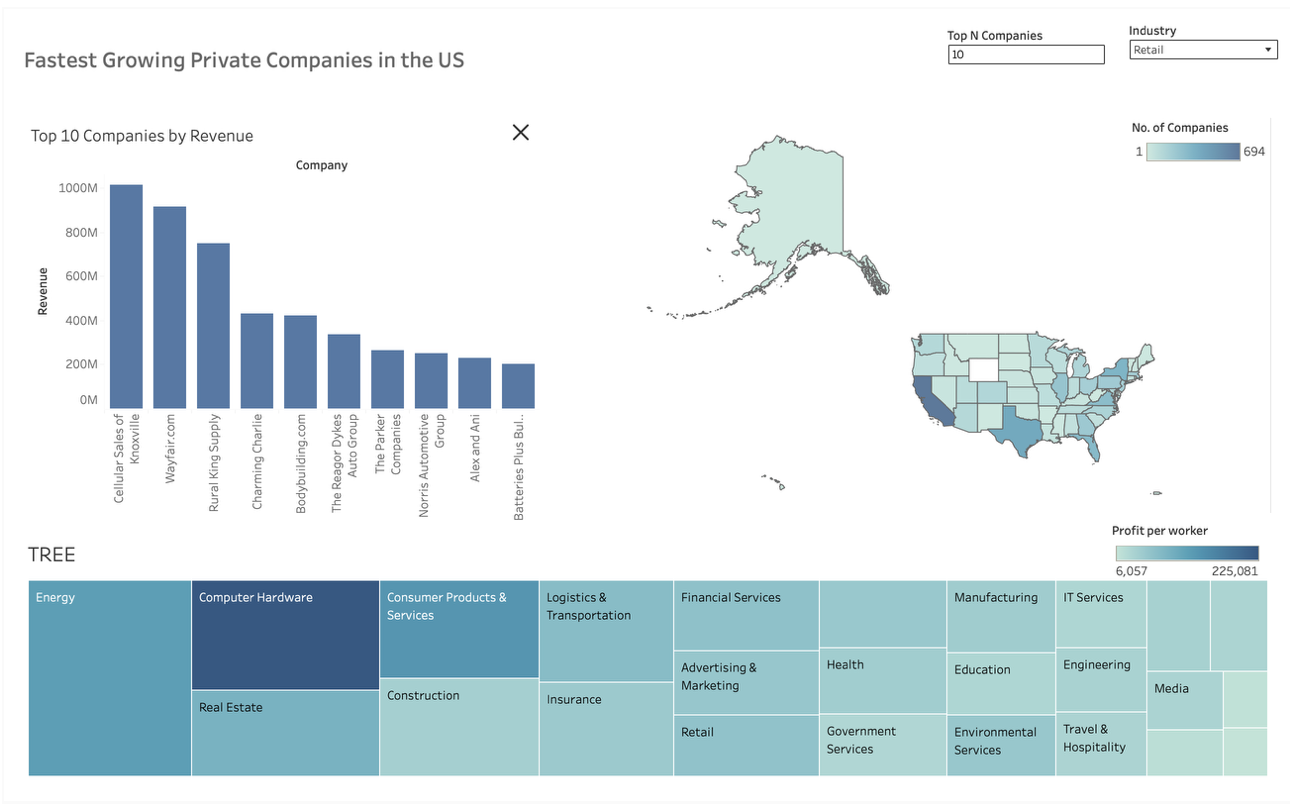 Fastest Growing Private Companies in the US
Top N Companies
10
Industry
Retail
Top 10 Companies by Revenue
Company
Revenue
1000M
800M
600M
400M
200M
0M
Cellular Sales of
Knoxville
Wayfair.com
Rural King Supply
Charming Charlie
Bodybuilding.com
The Reagor Dykes
Auto Group
The Parker
Companies
Norris Automotive
Group
Alex and Ani
Batteries Plus Bul..
No. of Companies
1
694
Profit per worker
6,057
225,081
TREE
Energy
Computer Hardware
Real Estate
Consumer Products &
Services
Construction
Logistics &
Transportation
Insurance
Financial Services
Advertising &
Marketing
Retail
Health
Government
Services
Manufacturing
Education
Environmental
Services
IT Services
Engineering
Travel &
Hospitality
Media